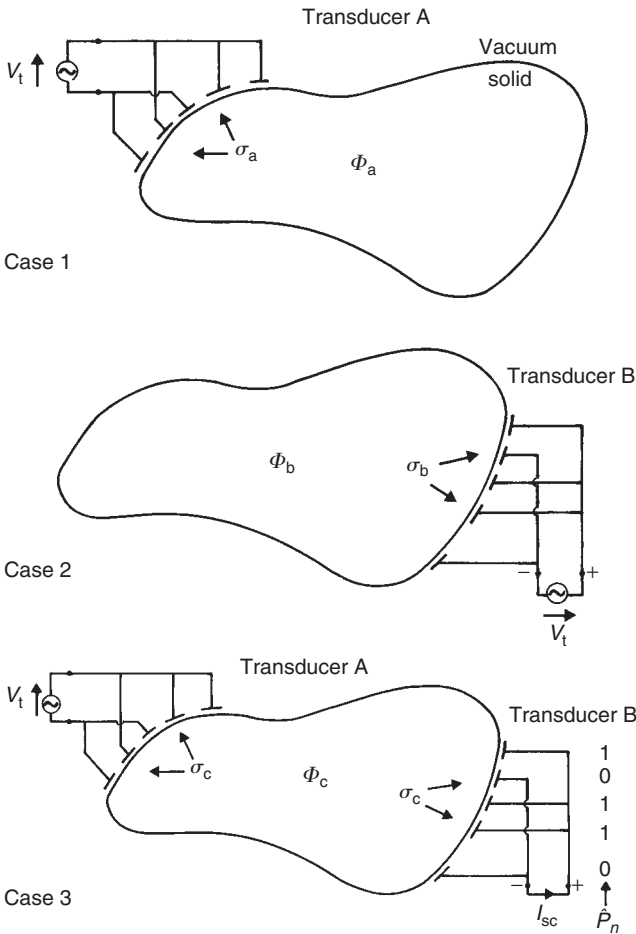 Transducer A
V_t
Vacuum
solid
σ_a
Φ_a
Case 1
Transducer B
Φ_b
σ_b
Case 2
− +
V_t
Transducer A
V_t
Transducer B
σ_c
Φ_c
σ_c
1
0
1
1
0
− +
Case 3
I_sc
P̂_n